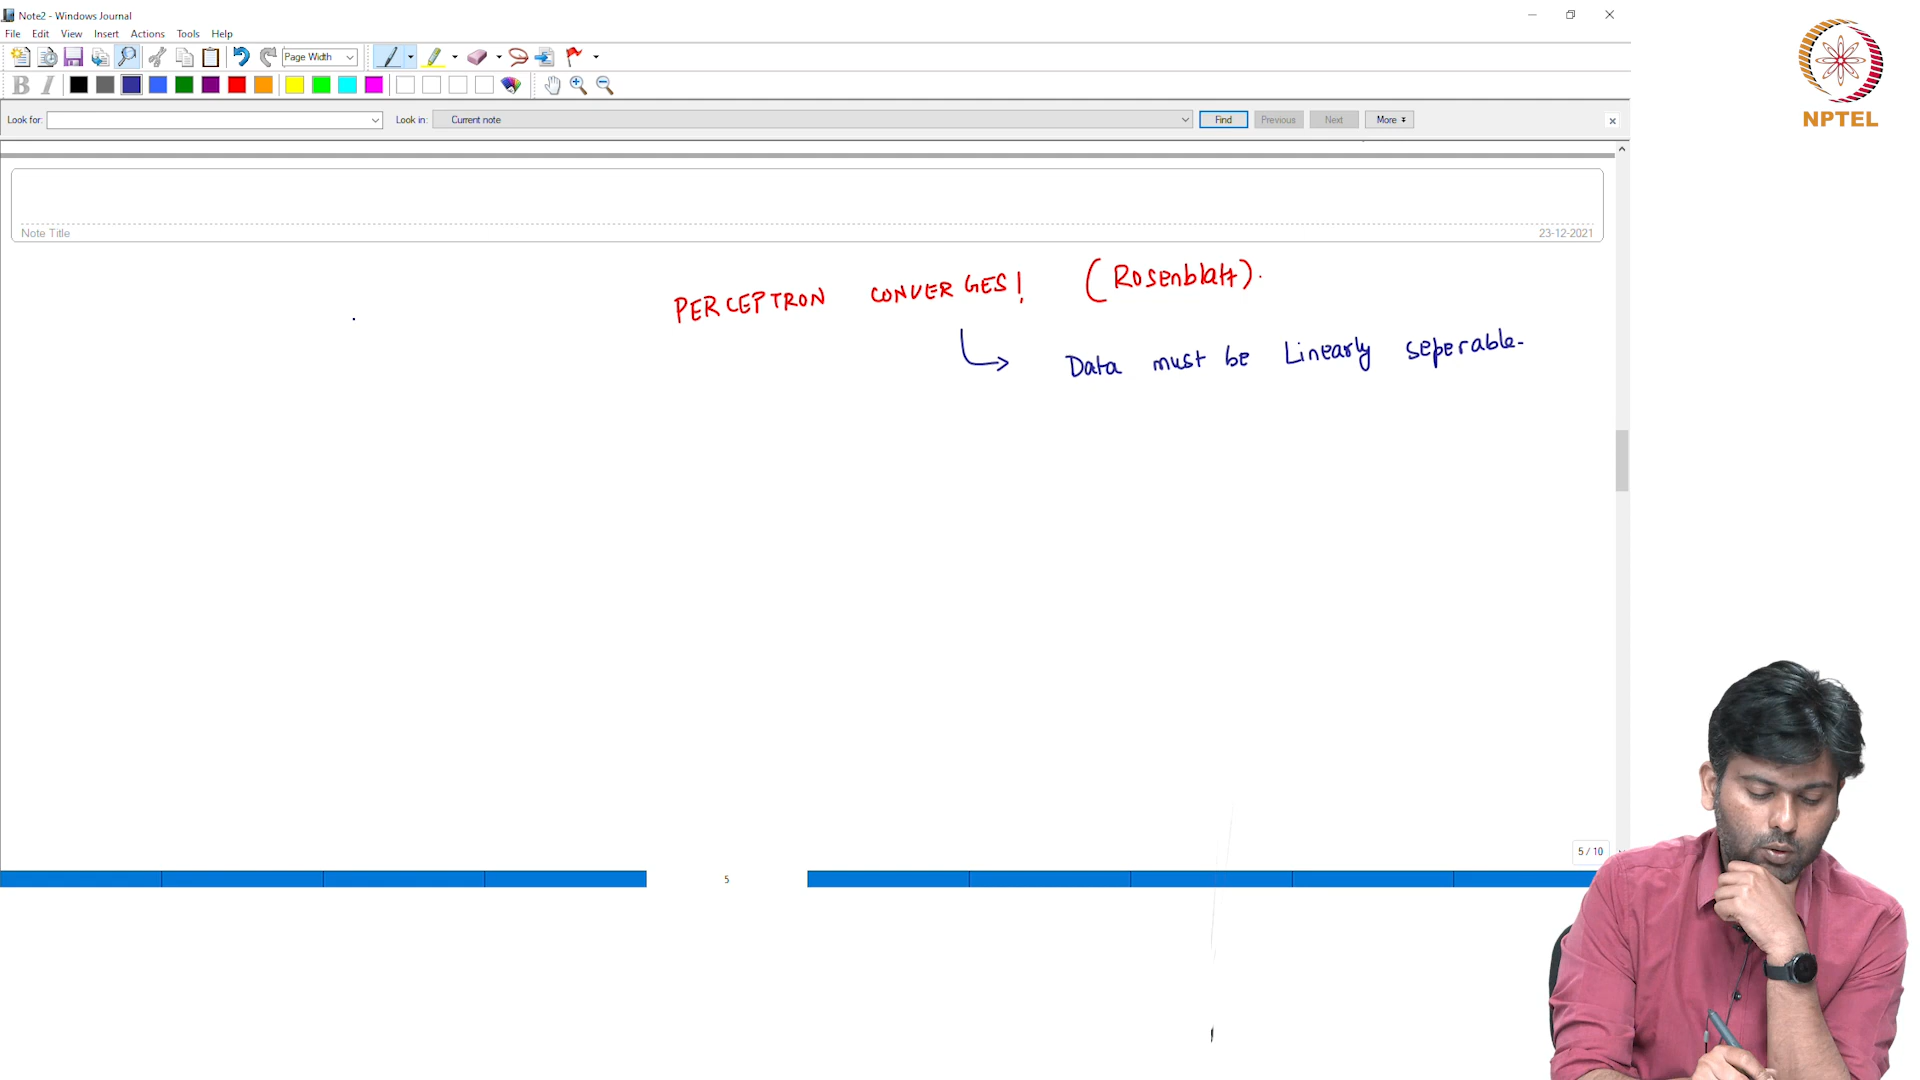 Note2 - Windows Journal
File Edit View Insert Actions Tools Help
Page Width
B I
Look for: Look in: Current note Find Previous Next More
NPTEL
Note Title
23-12-2021
PERCEPTRON CONVERGES! (Rosenblatt).
Data must be Linearly seperable.
5 / 10
5